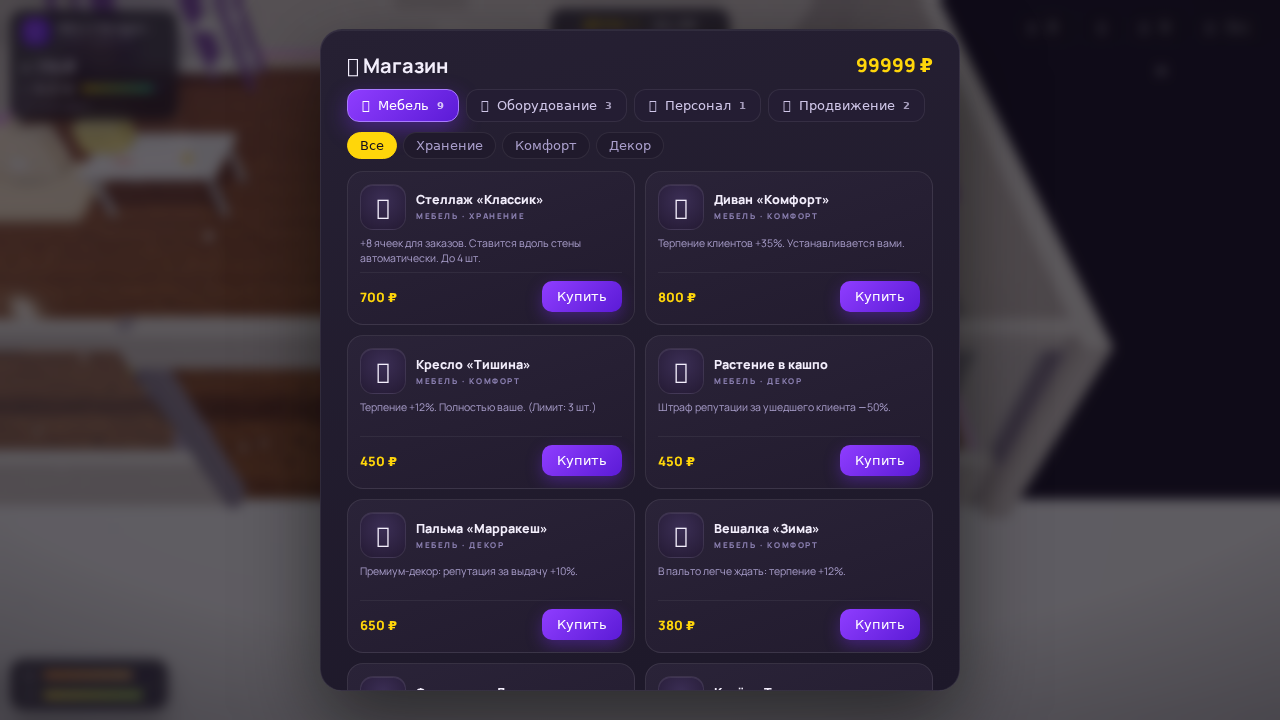 Магазин
99999 ₽
Мебель 9
Оборудование 3
Персонал 1
Продвижение 2
Все
Хранение
Комфорт
Декор
Стеллаж «Классик»
МЕБЕЛЬ · ХРАНЕНИЕ
+8 ячеек для заказов. Ставится вдоль стены
автоматически. До 4 шт.
700 ₽
Купить
Диван «Комфорт»
МЕБЕЛЬ · КОМФОРТ
Терпение клиентов +35%. Устанавливается вами.
800 ₽
Купить
Кресло «Тишина»
МЕБЕЛЬ · КОМФОРТ
Терпение +12%. Полностью ваше. (Лимит: 3 шт.)
450 ₽
Купить
Растение в кашпо
МЕБЕЛЬ · ДЕКОР
Штраф репутации за ушедшего клиента —50%.
450 ₽
Купить
Пальма «Марракеш»
МЕБЕЛЬ · ДЕКОР
Премиум-декор: репутация за выдачу +10%.
650 ₽
Купить
Вешалка «Зима»
МЕБЕЛЬ · КОМФОРТ
В пальто легче ждать: терпение +12%.
380 ₽
Купить